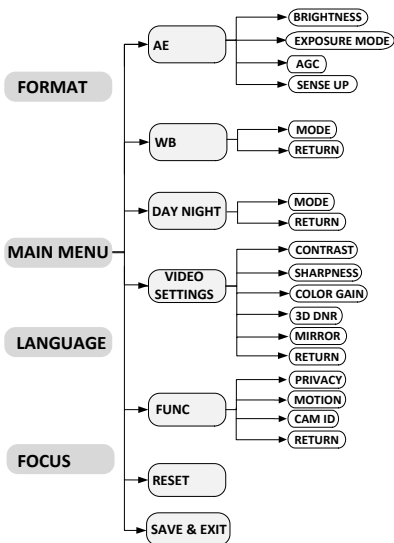 FORMAT
MAIN MENU
LANGUAGE
FOCUS
AE
BRIGHTNESS
EXPOSURE MODE
AGC
SENSE UP
WB
MODE
RETURN
DAY NIGHT
MODE
RETURN
VIDEO
SETTINGS
CONTRAST
SHARPNESS
COLOR GAIN
3D DNR
MIRROR
RETURN
FUNC
PRIVACY
MOTION
CAM ID
RETURN
RESET
SAVE & EXIT